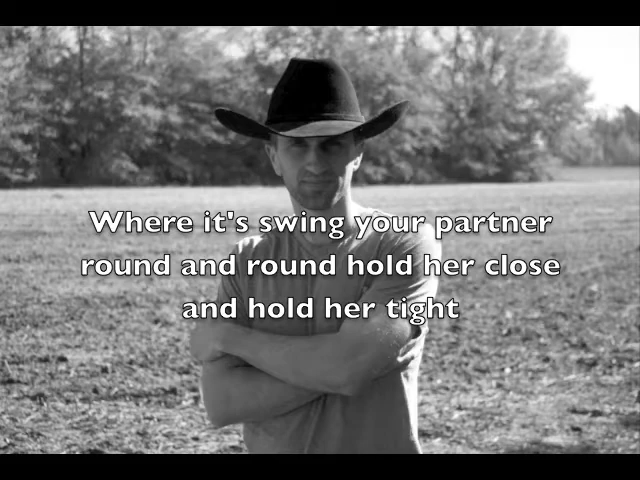 Where it's swing your partner
round and round hold her close
and hold her tight